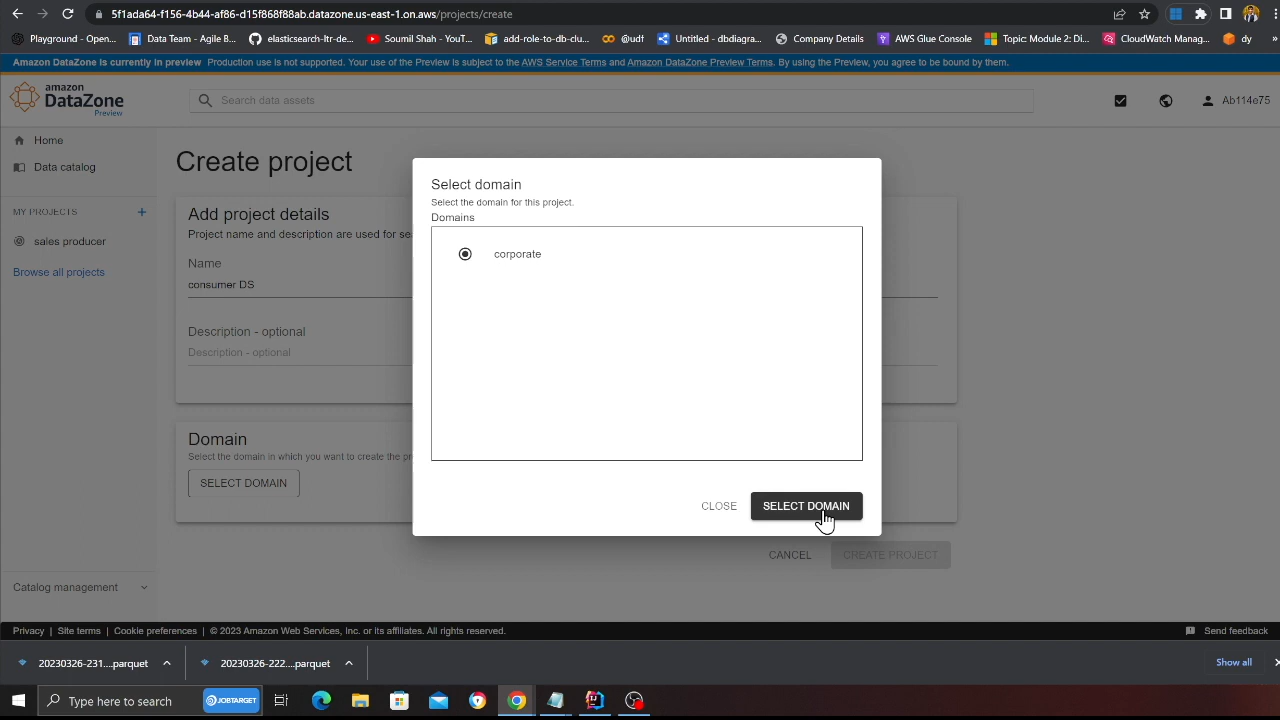 5f1ada64-f156-4b44-af86-d15f868f88ab.datazone.us-east-1.on.aws/projects/create
Playground - Open... Data Team - Agile B... elasticsearch-ltr-de... Soumil Shah - YouT... add-role-to-db-clu... @udf Untitled - dbdiagra... Company Details AWS Glue Console Topic: Module 2: Di... CloudWatch Manag... dy »
Amazon DataZone is currently in preview Production use is not supported. Your use of the Preview is subject to the AWS Service Terms and Amazon DataZone Preview Terms. By using the Preview, you agree to be bound by them.
amazon
DataZone
Preview
Search data assets
Ab114e75
Home
Data catalog
MY PROJECTS +
sales producer
Browse all projects
Catalog management
Create project
Add project details
Project name and description are used for se
Name
consumer DS
Description - optional
Description - optional
Domain
Select the domain in which you want to create the pr
SELECT DOMAIN
Select domain
Select the domain for this project.
Domains
corporate
CLOSE SELECT DOMAIN
CANCEL CREATE PROJECT
Privacy | Site terms | Cookie preferences | © 2023 Amazon Web Services, Inc. or its affiliates. All rights reserved.
Send feedback
20230326-231....parquet 20230326-222....parquet Show all
Type here to search JOBTARGET